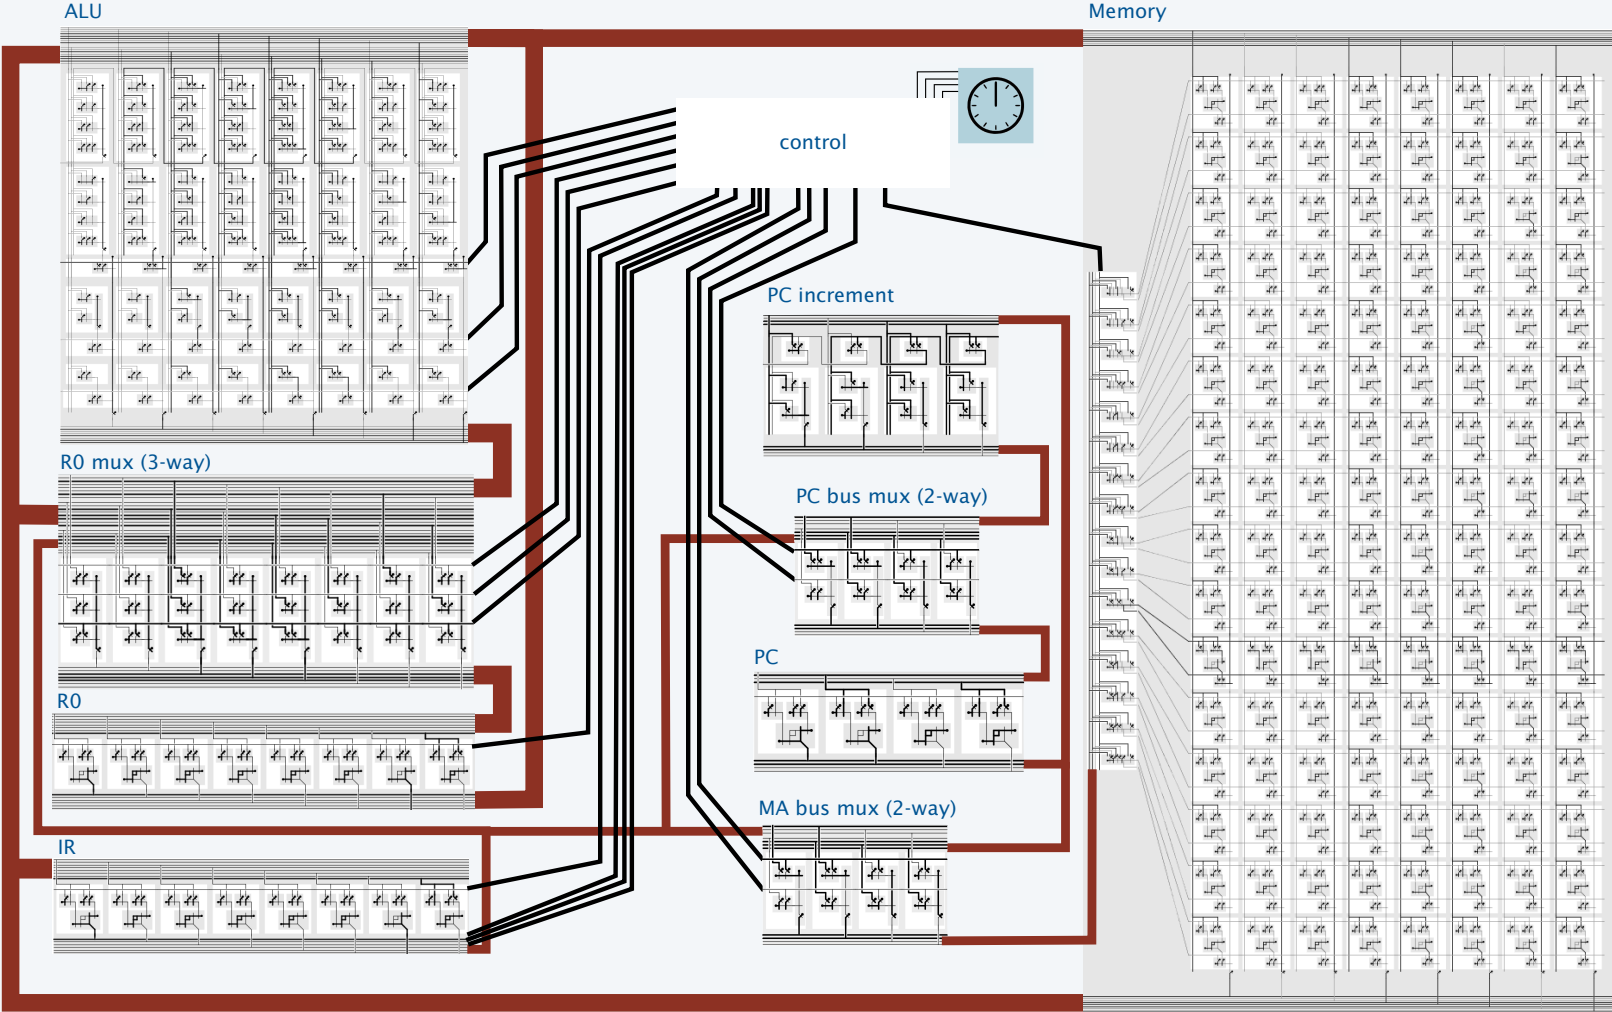 ALU
Memory
control
PC increment
R0 mux (3-way)
PC bus mux (2-way)
PC
R0
MA bus mux (2-way)
IR